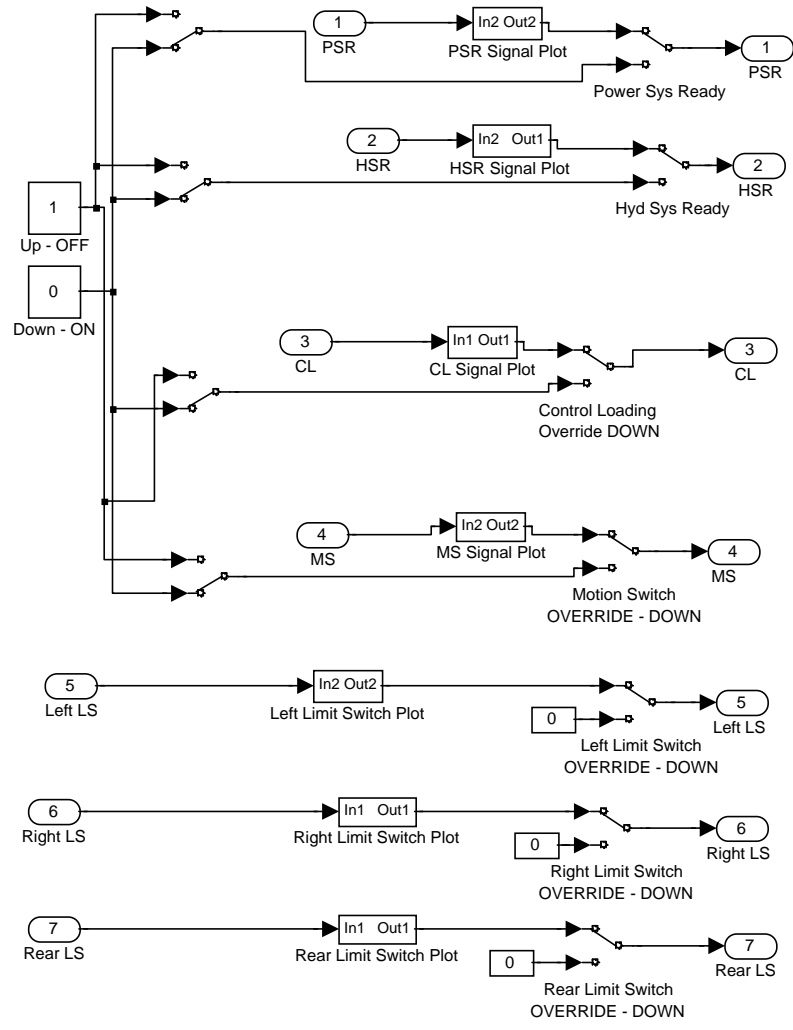 1
PSR
In2 Out2
PSR Signal Plot
Power Sys Ready
1
PSR
2
HSR
In2 Out1
HSR Signal Plot
Hyd Sys Ready
2
HSR
1
Up - OFF
0
Down - ON
3
CL
In1 Out1
CL Signal Plot
Control Loading
Override DOWN
3
CL
4
MS
In2 Out2
MS Signal Plot
Motion Switch
OVERRIDE - DOWN
4
MS
5
Left LS
In2 Out2
Left Limit Switch Plot
0
Left Limit Switch
OVERRIDE - DOWN
5
Left LS
6
Right LS
In1 Out1
Right Limit Switch Plot
0
Right Limit Switch
OVERRIDE - DOWN
6
Right LS
7
Rear LS
In1 Out1
Rear Limit Switch Plot
0
Rear Limit Switch
OVERRIDE - DOWN
7
Rear LS